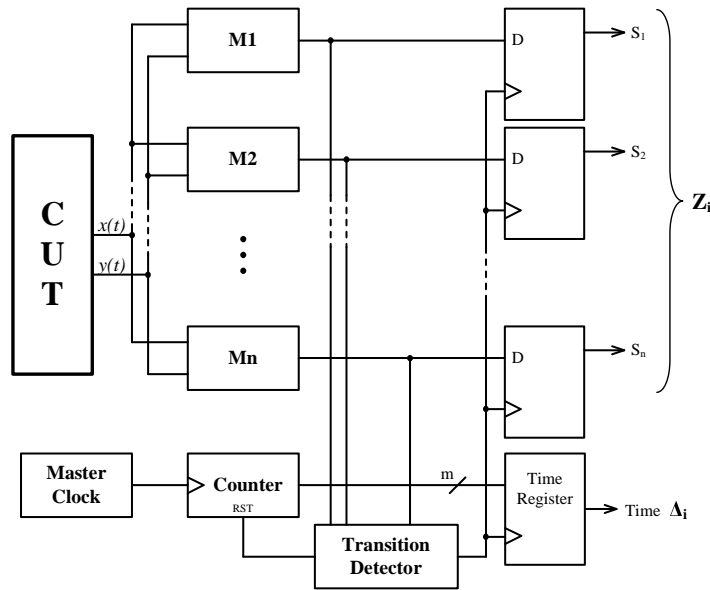 M1
D
S1
M2
D
S2
C
U
T
x(t)
y(t)
Zi
Mn
D
Sn
Master
Clock
Counter
RST
m
Time
Register
Time Δi
Transition
Detector